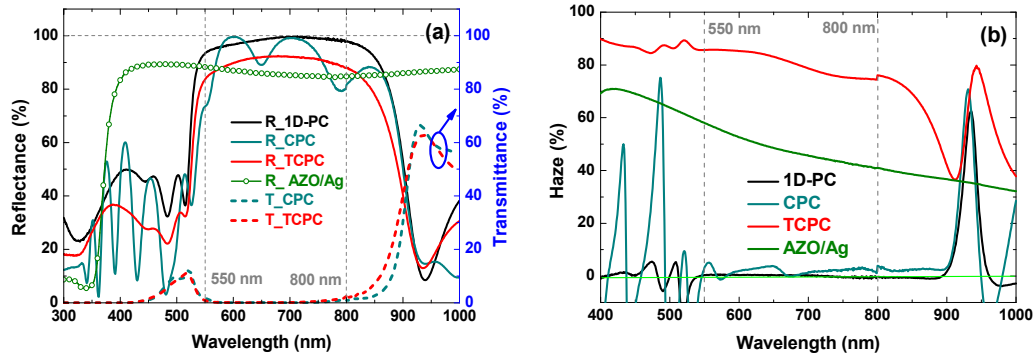 (a)
Reflectance (%)
100
80
60
40
20
0
R_1D-PC
R_CPC
R_TCPC
R_ AZO/Ag
T_CPC
T_TCPC
550 nm
800 nm
100
80
60
40
20
0
Transmittance (%)
300 400 500 600 700 800 900 1000
Wavelength (nm)
(b)
Haze (%)
100
80
60
40
20
0
550 nm
800 nm
1D-PC
CPC
TCPC
AZO/Ag
400 500 600 700 800 900 1000
Wavelength (nm)